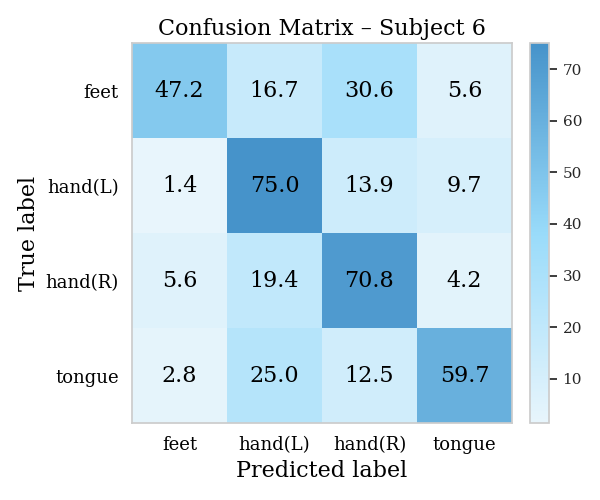 Confusion Matrix – Subject 6
feet 47.2 16.7 30.6 5.6
hand(L) 1.4 75.0 13.9 9.7
hand(R) 5.6 19.4 70.8 4.2
tongue 2.8 25.0 12.5 59.7
feet hand(L) hand(R) tongue
Predicted label
True label
70
60
50
40
30
20
10